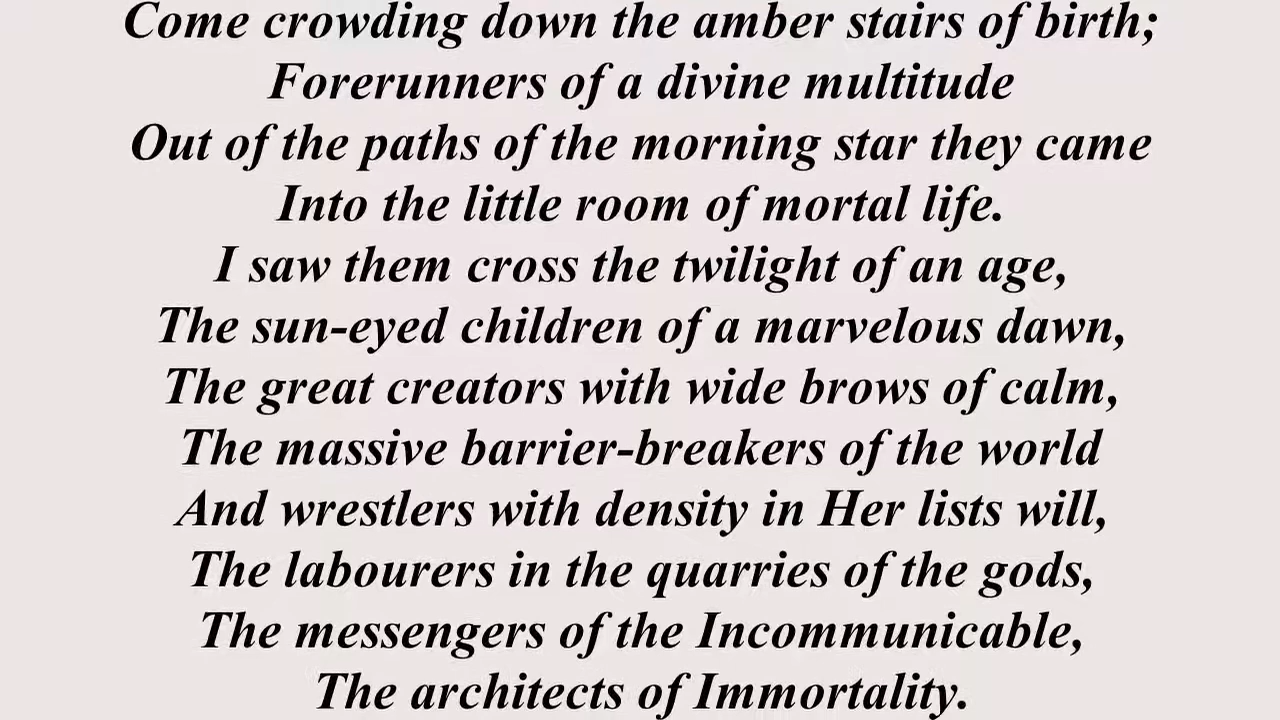 Come crowding down the amber stairs of birth;
Forerunners of a divine multitude
Out of the paths of the morning star they came
Into the little room of mortal life.
I saw them cross the twilight of an age,
The sun-eyed children of a marvelous dawn,
The great creators with wide brows of calm,
The massive barrier-breakers of the world
And wrestlers with density in Her lists will,
The labourers in the quarries of the gods,
The messengers of the Incommunicable,
The architects of Immortality.